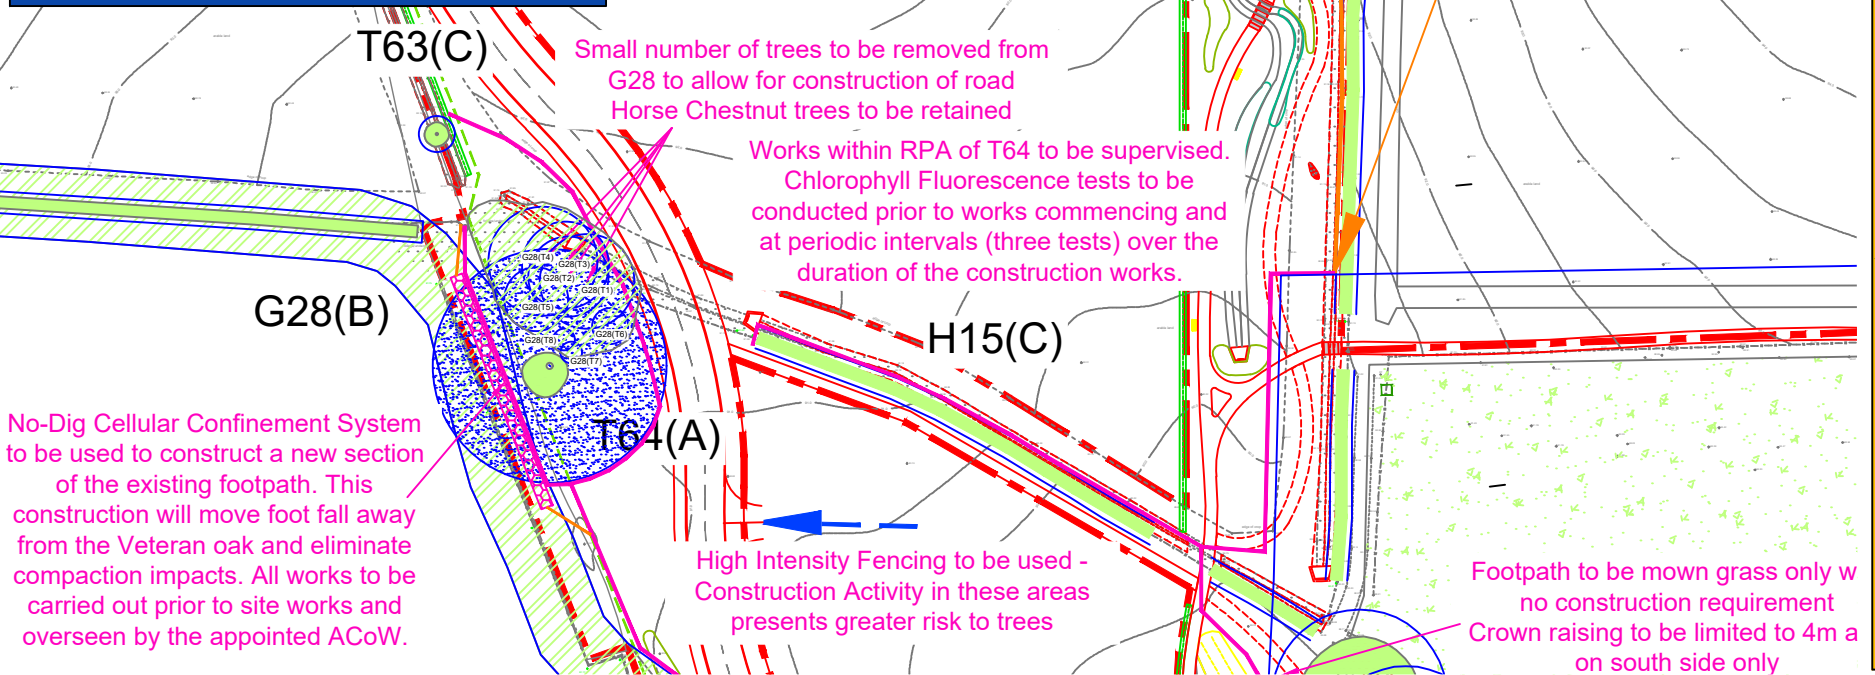 T63(C)
Small number of trees to be removed from
G28 to allow for construction of road
Horse Chestnut trees to be retained
Works within RPA of T64 to be supervised.
Chlorophyll Fluorescence tests to be
conducted prior to works commencing and
at periodic intervals (three tests) over the
duration of the construction works.
G28(T4)
G28(T3)
G28(T2)
G28(T1)
G28(T5)
G28(T6)
G28(T8)
G28(T7)
G28(B)
H15(C)
T64(A)
No-Dig Cellular Confinement System
to be used to construct a new section
of the existing footpath. This
construction will move foot fall away
from the Veteran oak and eliminate
compaction impacts. All works to be
carried out prior to site works and
overseen by the appointed ACoW.
High Intensity Fencing to be used -
Construction Activity in these areas
presents greater risk to trees
Footpath to be mown grass only w
no construction requirement
Crown raising to be limited to 4m a
on south side only